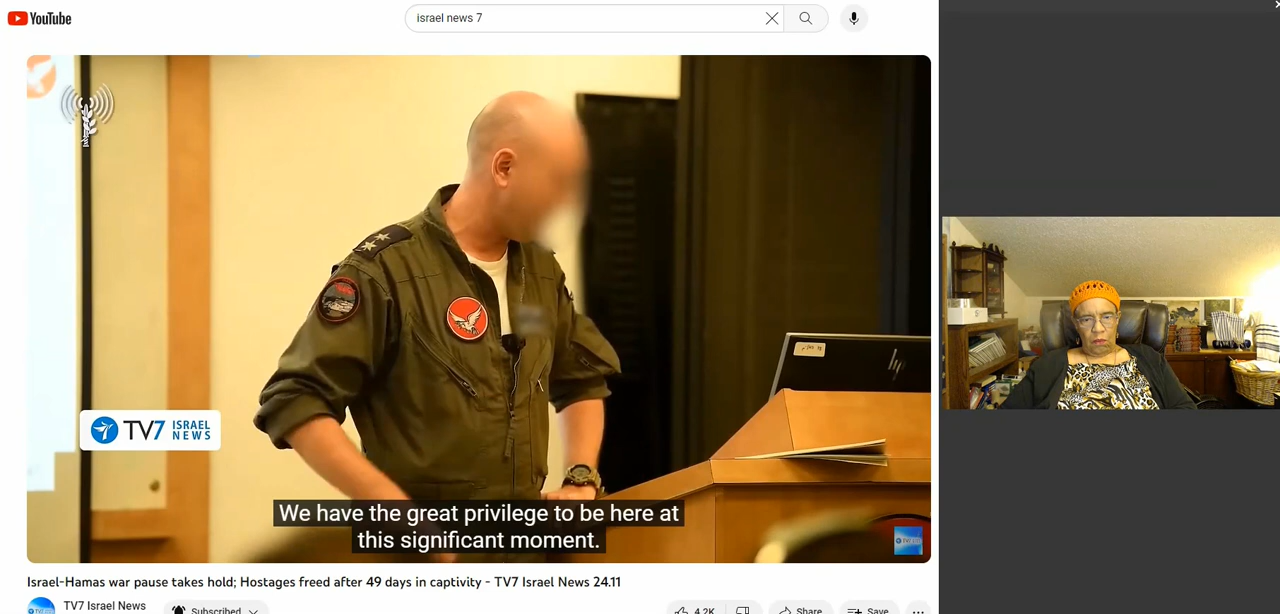 YouTube
israel news 7
TV7 ISRAEL
NEWS
hp
We have the great privilege to be here at
this significant moment.
Israel-Hamas war pause takes hold; Hostages freed after 49 days in captivity - TV7 Israel News 24.11
TV7 Israel News
Subscribed
4.2K
Share
Save